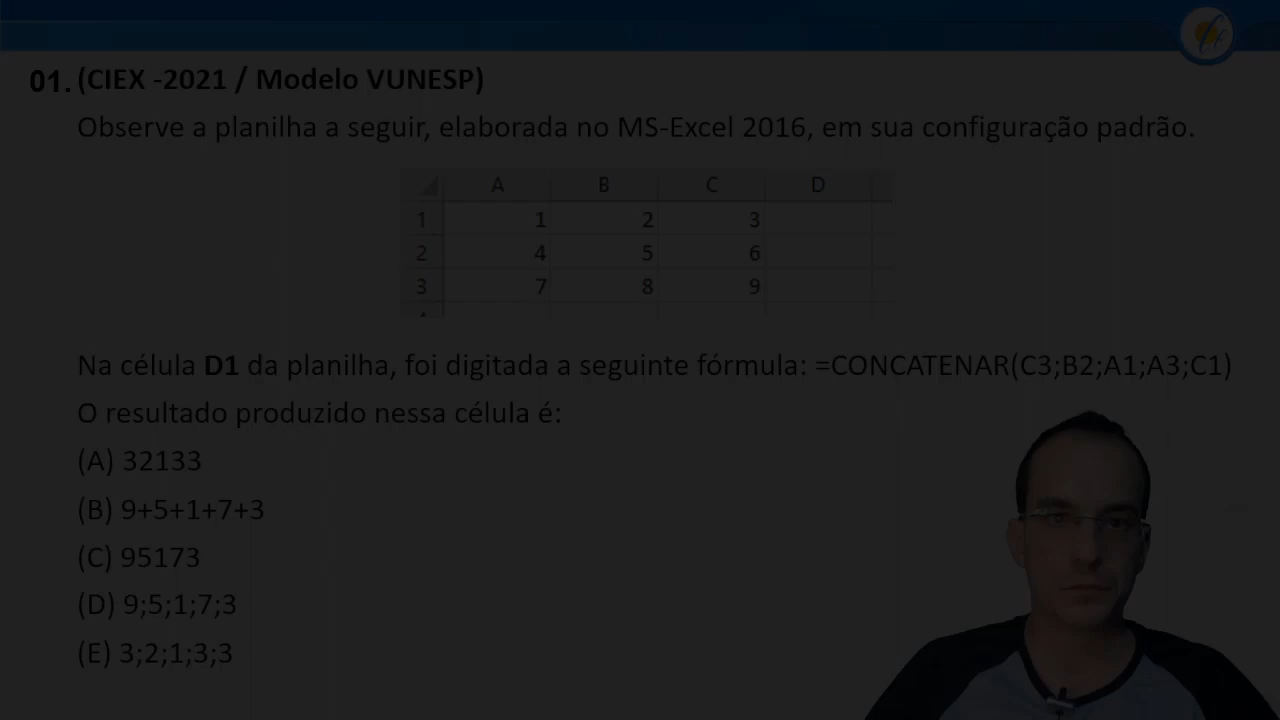 01. (CIEX -2021 / Modelo VUNESP)
Observe a planilha a seguir, elaborada no MS-Excel 2016, em sua configuração padrão.
A B C D
1 1 2 3
2 4 5 6
3 7 8 9
Na célula D1 da planilha, foi digitada a seguinte fórmula: =CONCATENAR(C3;B2;A1;A3;C1)
O resultado produzido nessa célula é:
(A) 32133
(B) 9+5+1+7+3
(C) 95173
(D) 9;5;1;7;3
(E) 3;2;1;3;3